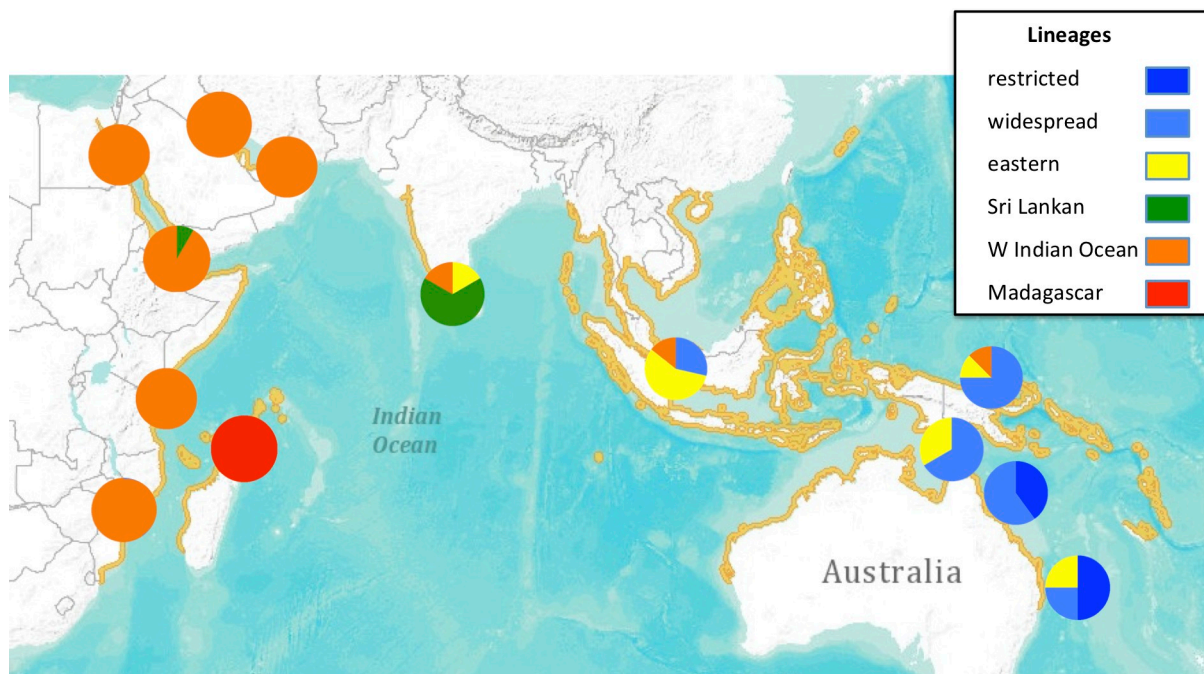 Lineages
restricted
widespread
eastern
Sri Lankan
W Indian Ocean
Madagascar
Indian
Ocean
Australia